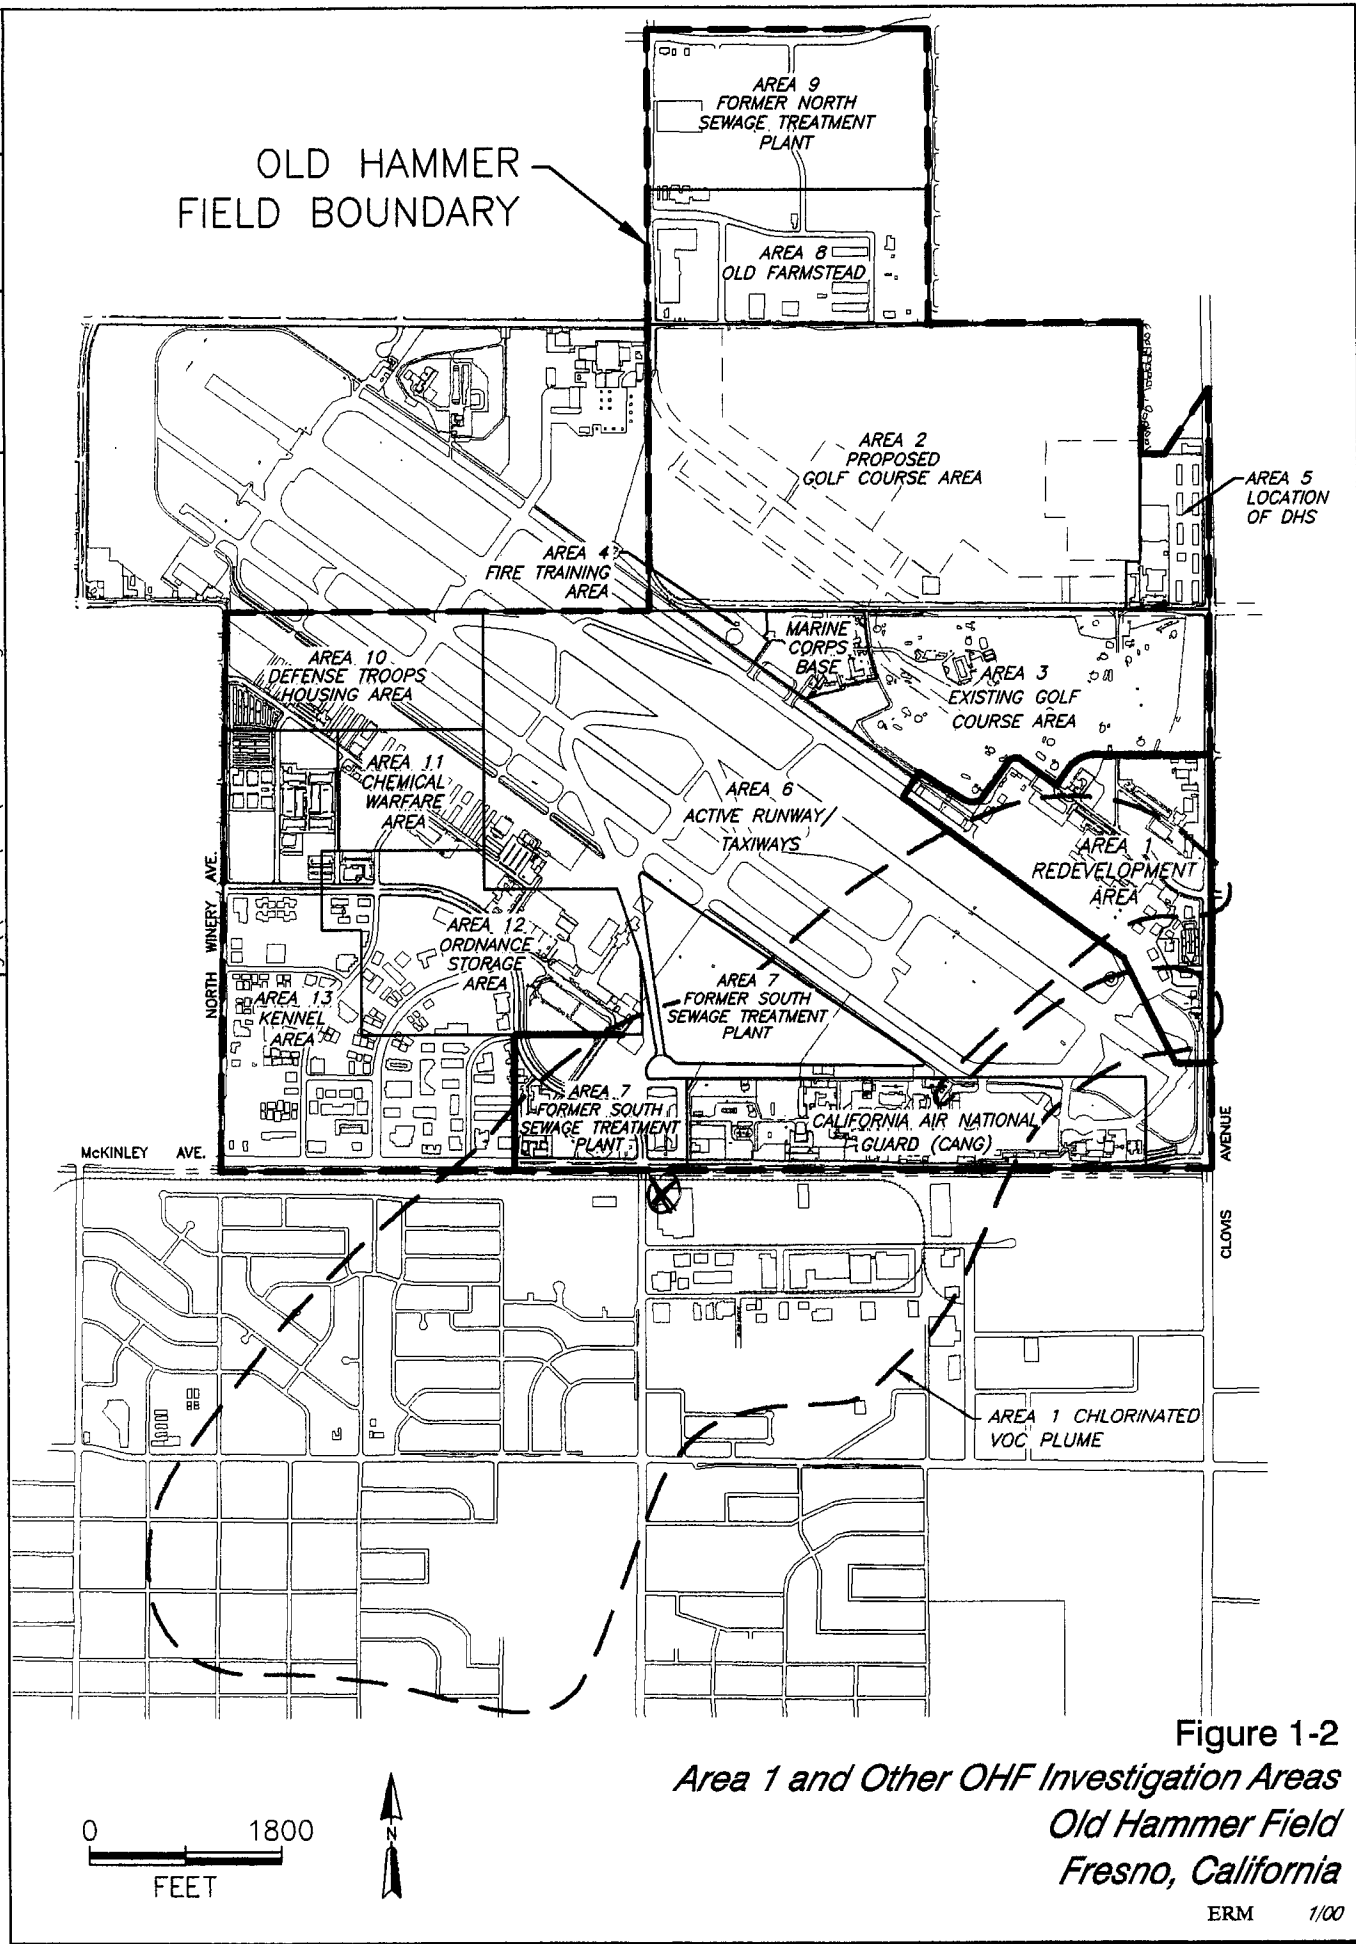 AREA 9
FORMER NORTH
SEWAGE TREATMENT
PLANT
OLD HAMMER
FIELD BOUNDARY
AREA 8
OLD FARMSTEAD
AREA 2
PROPOSED
GOLF COURSE AREA
AREA 5
LOCATION
OF DHS
AREA 4
FIRE TRAINING
AREA
MARINE
CORPS
BASE
AREA 10
DEFENSE TROOPS
HOUSING AREA
AREA 3
EXISTING GOLF
COURSE AREA
AREA 11
CHEMICAL
WARFARE
AREA
AREA 6
ACTIVE RUNWAY/
TAXIWAYS
AREA 1
REDEVELOPMENT
AREA
NORTH WINERY AVE.
AREA 12
ORDNANCE
STORAGE
AREA
AREA 7
FORMER SOUTH
SEWAGE TREATMENT
PLANT
AREA 13
KENNEL
AREA
AREA 7
FORMER SOUTH
SEWAGE TREATMENT
PLANT
CALIFORNIA AIR NATIONAL
GUARD (CANG)
McKINLEY AVE.
CLOVIS AVENUE
AREA 1 CHLORINATED
VOC PLUME
Figure 1-2
Area 1 and Other OHF Investigation Areas
Old Hammer Field
Fresno, California
0 1800
FEET
N
ERM 1/00